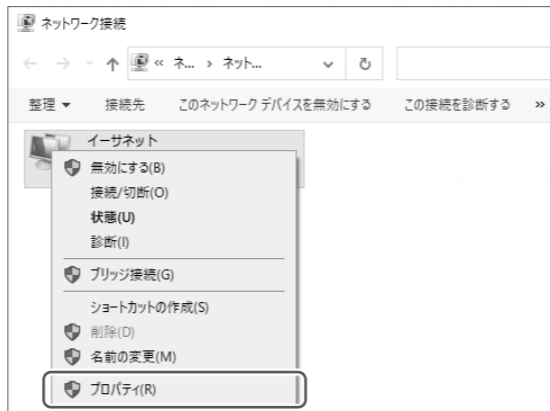 ネットワーク接続
« ネ... › ネット...
整理 接続先 このネットワーク デバイスを無効にする この接続を診断する »
イーサネット
無効にする(B)
接続/切断(O)
状態(U)
診断(I)
ブリッジ接続(G)
ショートカットの作成(S)
削除(D)
名前の変更(M)
プロパティ(R)